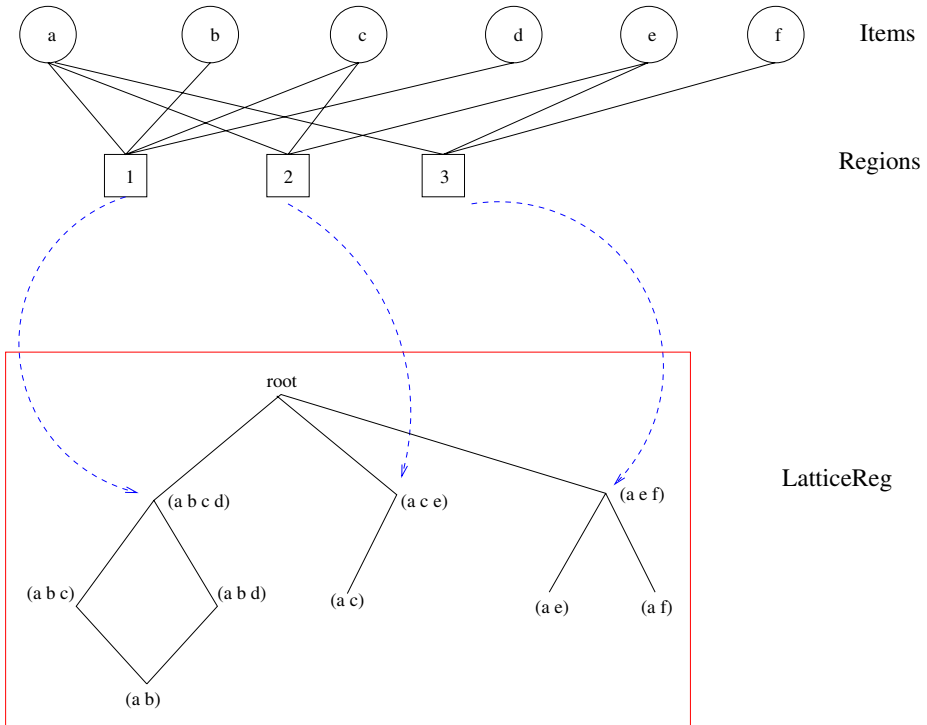 a b c d e f Items
1 2 3 Regions
root
LatticeReg
(a b c d) (a c e) (a e f)
(a b c) (a b d) (a c) (a e) (a f)
(a b)